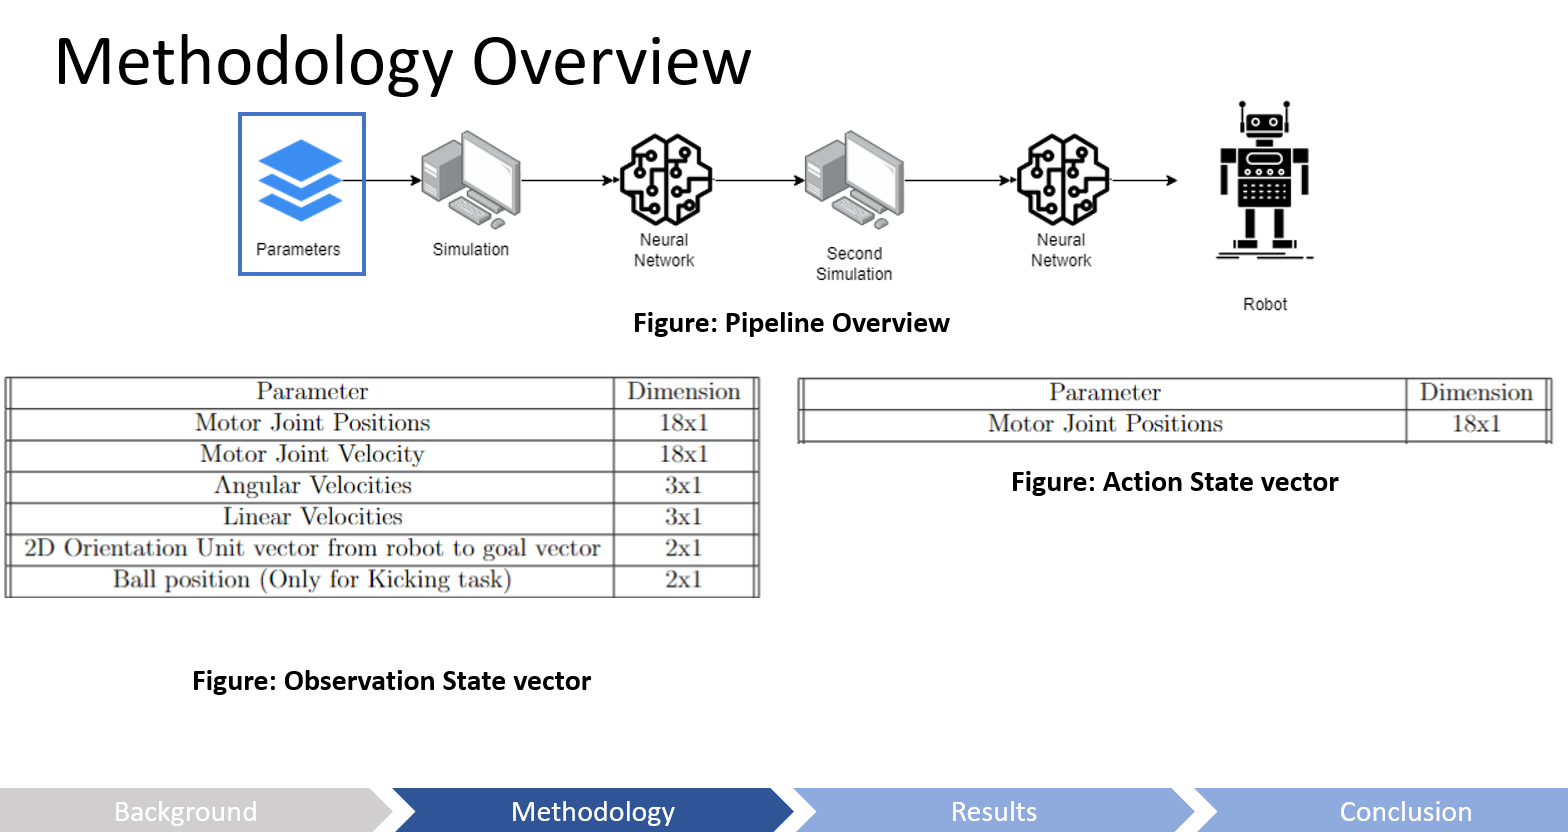 Methodology Overview
Parameters
Simulation
Neural
Network
Second
Simulation
Neural
Network
Robot
Figure: Pipeline Overview
Parameter Dimension
Motor Joint Positions 18x1
Motor Joint Velocity 18x1
Angular Velocities 3x1
Linear Velocities 3x1
2D Orientation Unit vector from robot to goal vector 2x1
Ball position (Only for Kicking task) 2x1
Figure: Observation State vector
Parameter Dimension
Motor Joint Positions 18x1
Figure: Action State vector
Background
Methodology
Results
Conclusion